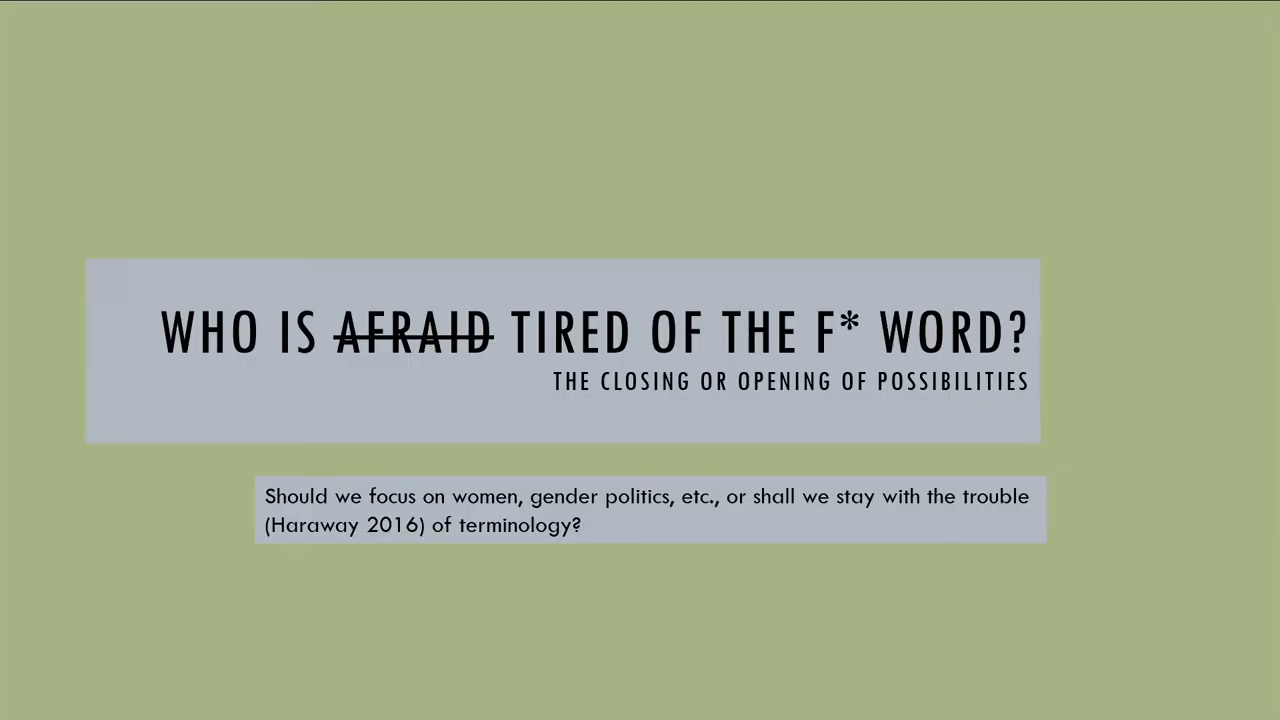 WHO IS AFRAID TIRED OF THE F* WORD?
THE CLOSING OR OPENING OF POSSIBILITIES
Should we focus on women, gender politics, etc., or shall we stay with the trouble
(Haraway 2016) of terminology?